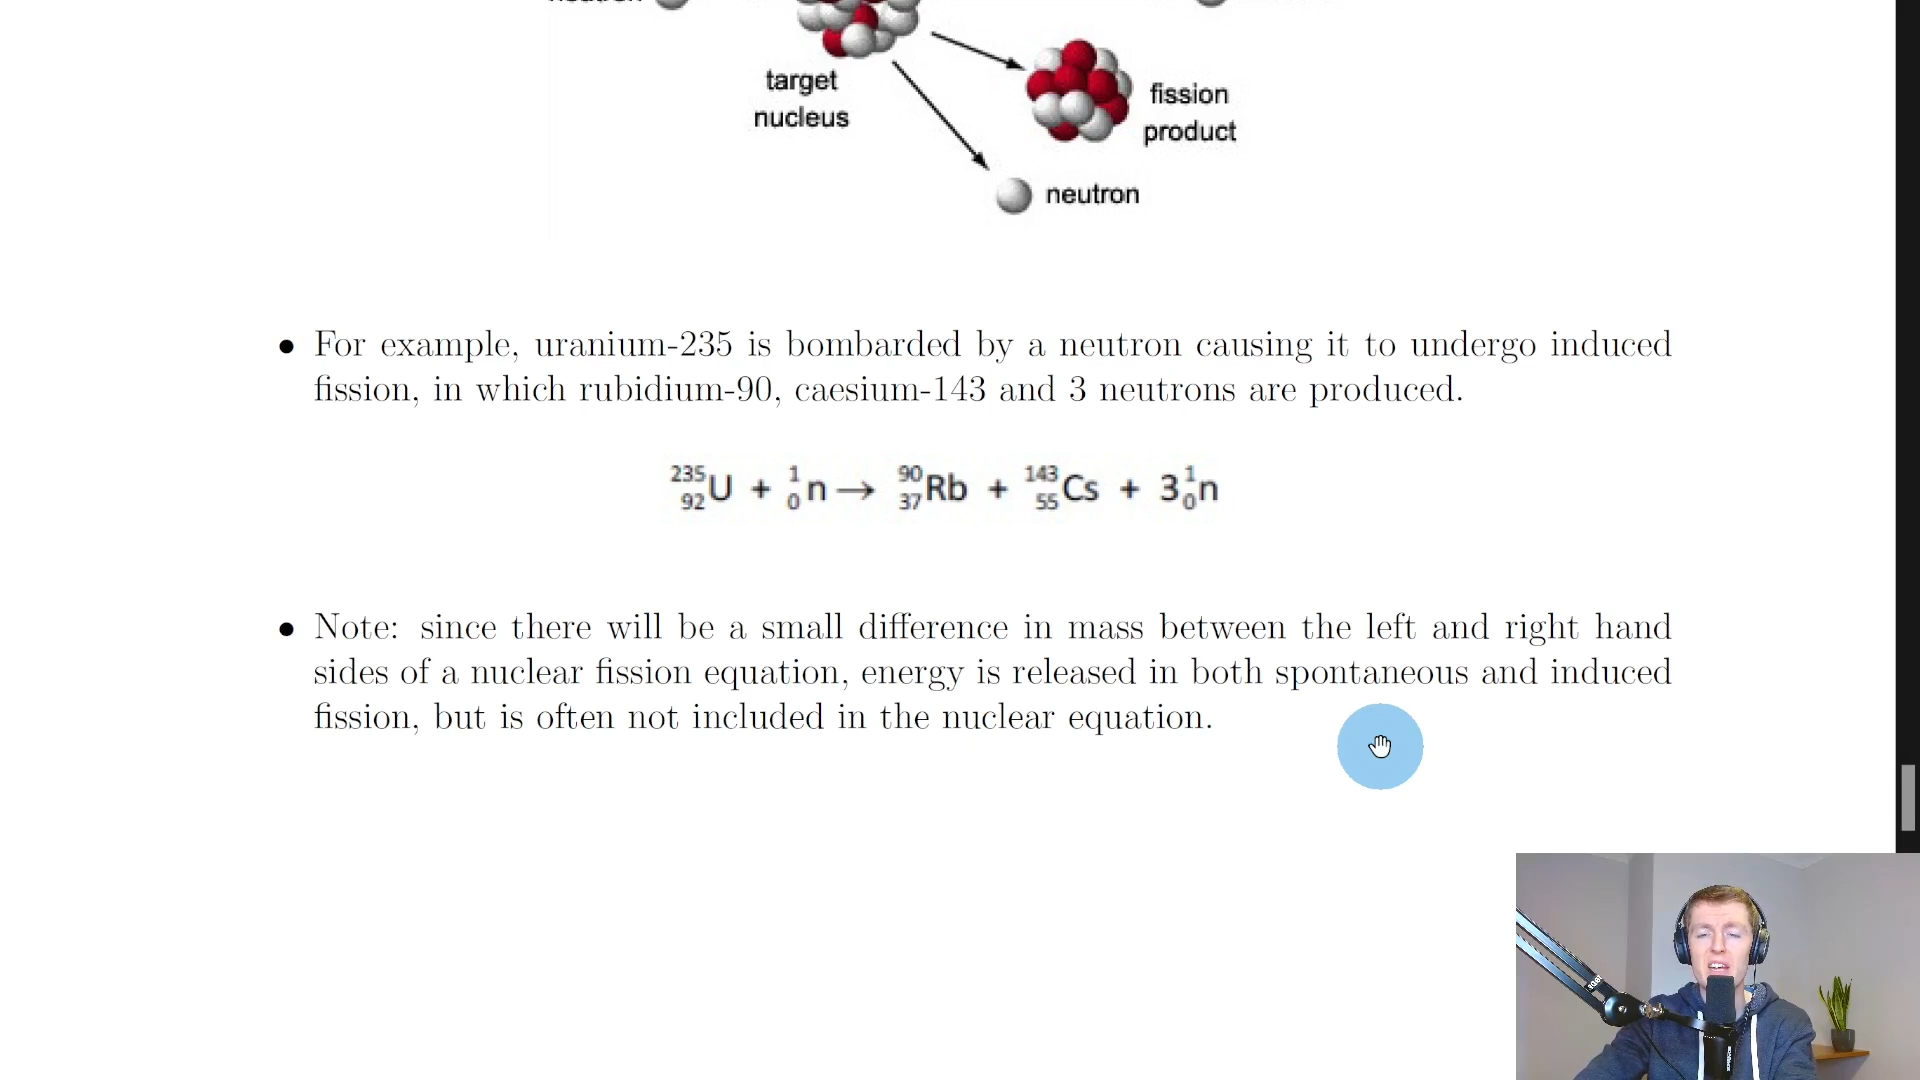 target
nucleus
fission
product
neutron
• For example, uranium-235 is bombarded by a neutron causing it to undergo induced
fission, in which rubidium-90, caesium-143 and 3 neutrons are produced.
²³⁵₉₂U + ¹₀n → ⁹⁰₃₇Rb + ¹⁴³₅₅Cs + 3¹₀n
• Note: since there will be a small difference in mass between the left and right hand
sides of a nuclear fission equation, energy is released in both spontaneous and induced
fission, but is often not included in the nuclear equation.